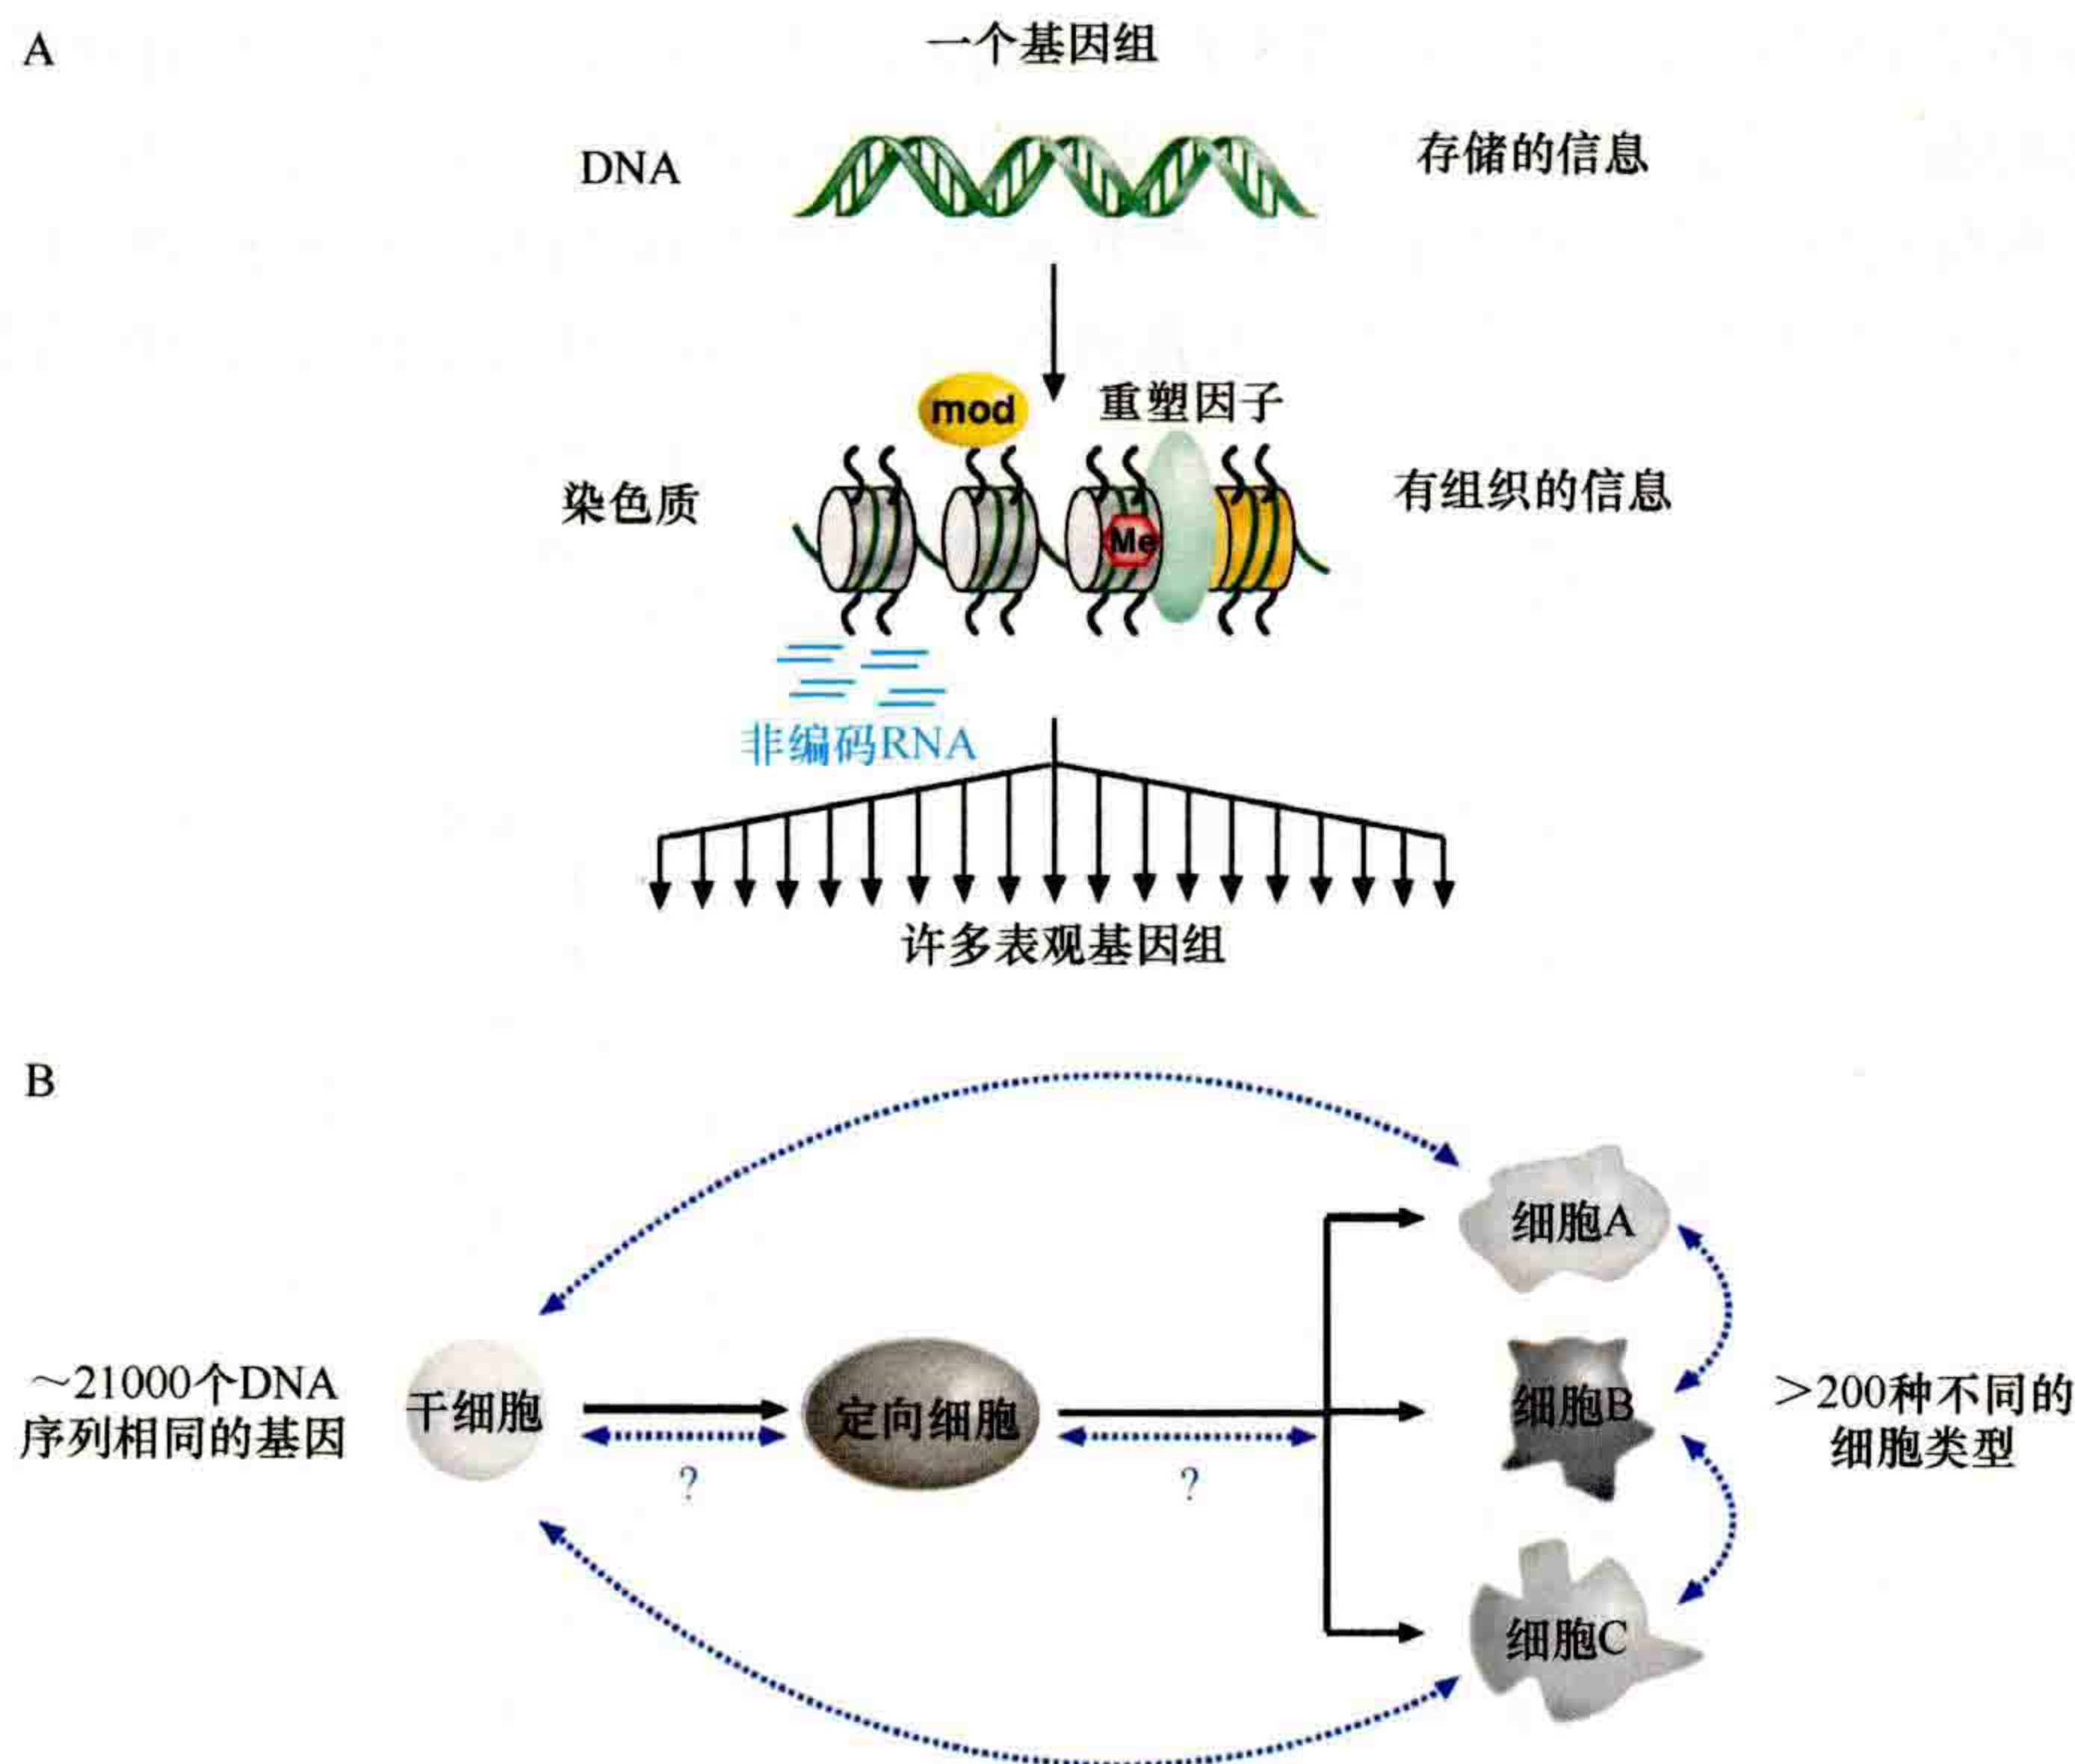 A
一个基因组
DNA
存储的信息
mod
重塑因子
染色质
Me
有组织的信息
非编码RNA
许多表观基因组
B
细胞A
~21000个DNA
序列相同的基因
干细胞
定向细胞
细胞B
>200种不同的
细胞类型
?
?
细胞C